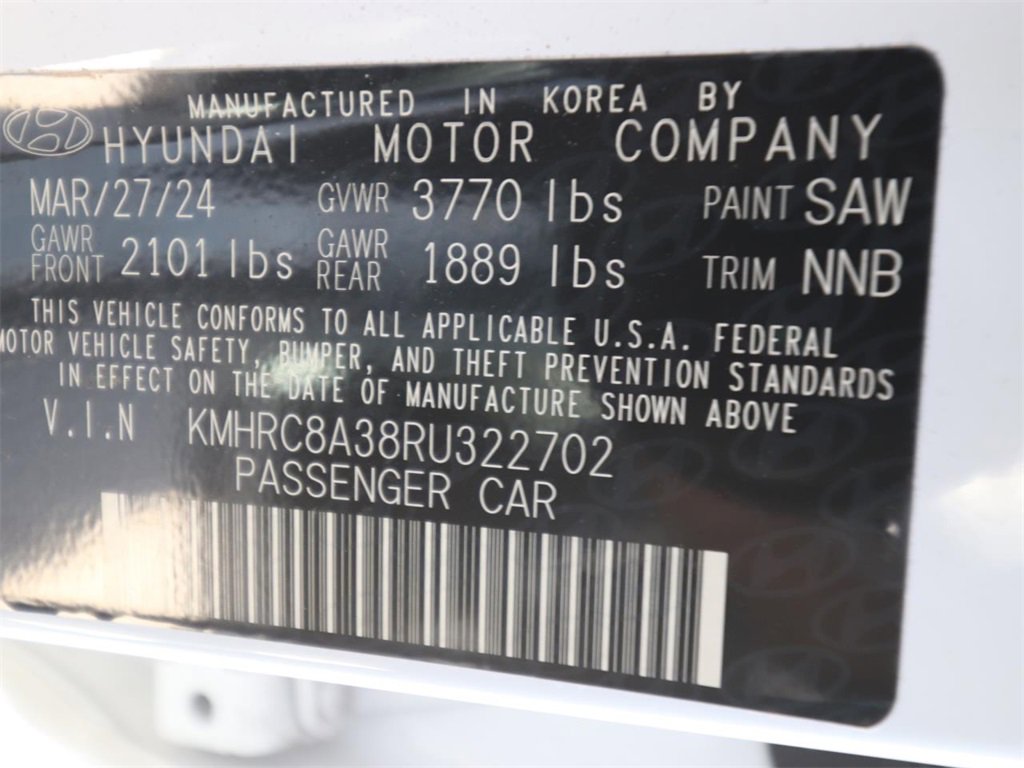 MANUFACTURED IN KOREA BY
HYUNDAI MOTOR COMPANY
MAR/27/24 GVWR 3770 lbs PAINT SAW
GAWR FRONT 2101 lbs GAWR REAR 1889 lbs TRIM NNB
THIS VEHICLE CONFORMS TO ALL APPLICABLE U.S.A. FEDERAL
MOTOR VEHICLE SAFETY, BUMPER, AND THEFT PREVENTION STANDARDS
IN EFFECT ON THE DATE OF MANUFACTURE SHOWN ABOVE
V.I.N KMHRC8A38RU322702
PASSENGER CAR